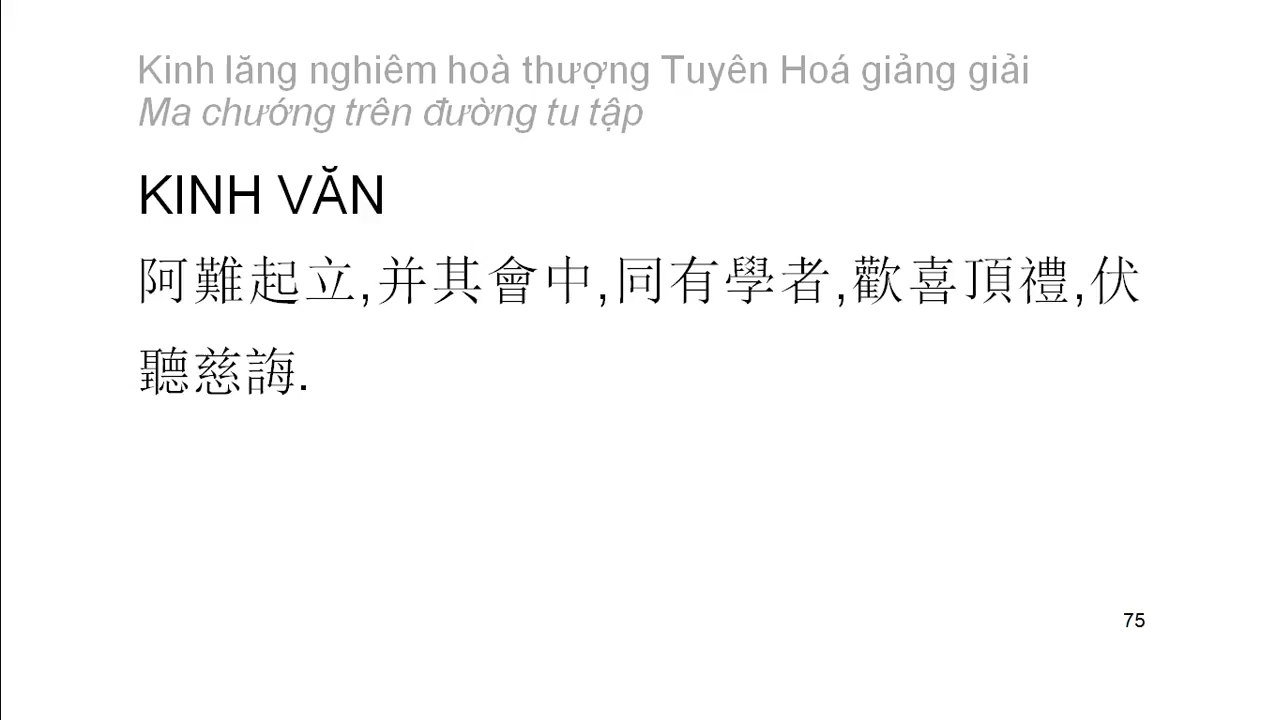 Kinh lăng nghiêm hoà thượng Tuyên Hoá giảng giải
Ma chướng trên đường tu tập
KINH VĂN
阿難起立,并其會中,同有學者,歡喜頂禮,伏
聽慈誨.
75